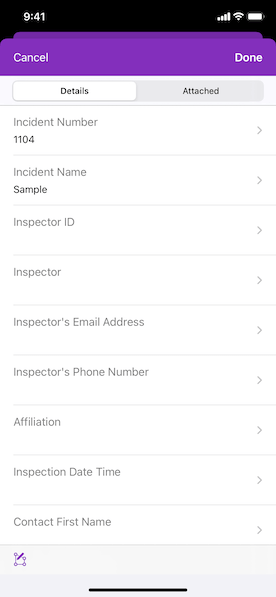 9:41
Cancel
Done
Details
Attached
Incident Number
1104
Incident Name
Sample
Inspector ID
Inspector
Inspector's Email Address
Inspector's Phone Number
Affiliation
Inspection Date Time
Contact First Name